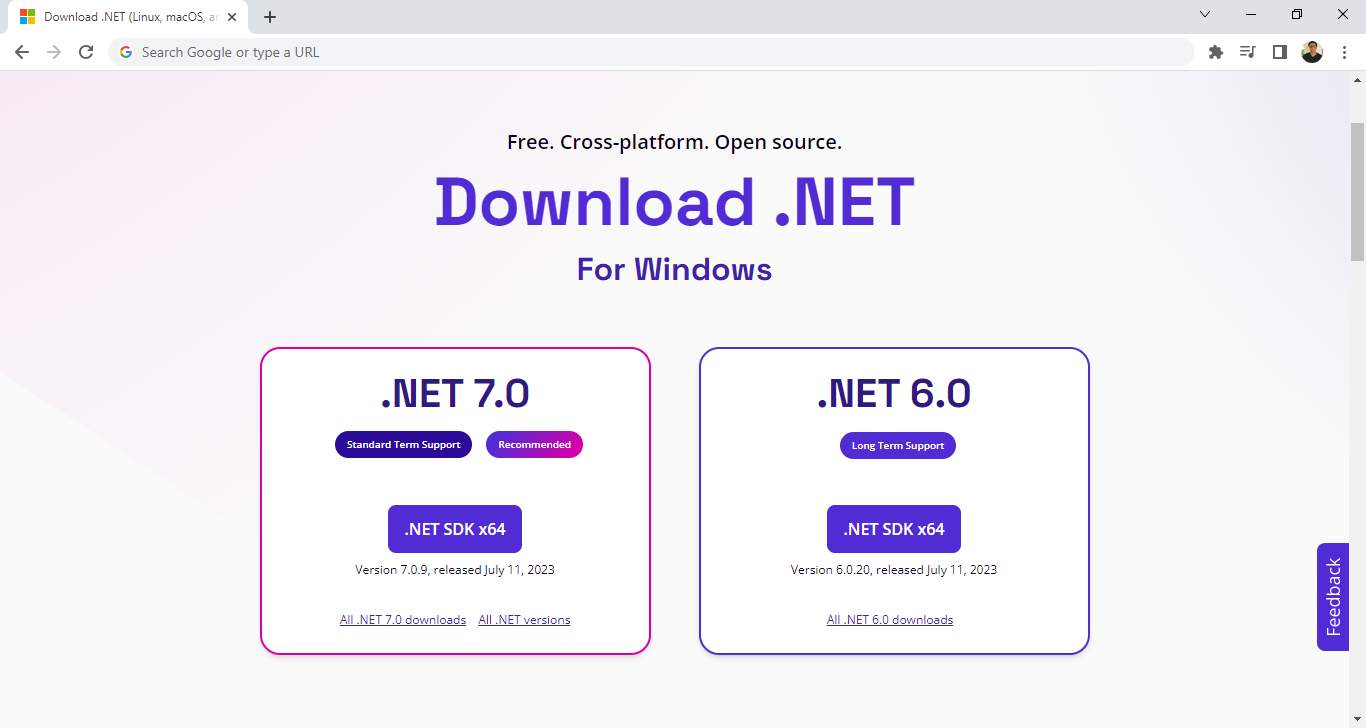 Download .NET (Linux, macOS, ar
Search Google or type a URL
Free. Cross-platform. Open source.
Download .NET
For Windows
.NET 7.0
Standard Term Support Recommended
.NET SDK x64
Version 7.0.9, released July 11, 2023
All .NET 7.0 downloads All .NET versions
.NET 6.0
Long Term Support
.NET SDK x64
Version 6.0.20, released July 11, 2023
All .NET 6.0 downloads
Feedback